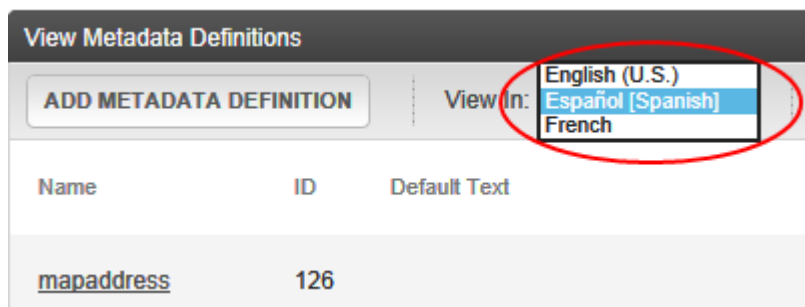 View Metadata Definitions
ADD METADATA DEFINITION View In: English (U.S.)
Español [Spanish]
French
Name ID Default Text
mapaddress 126